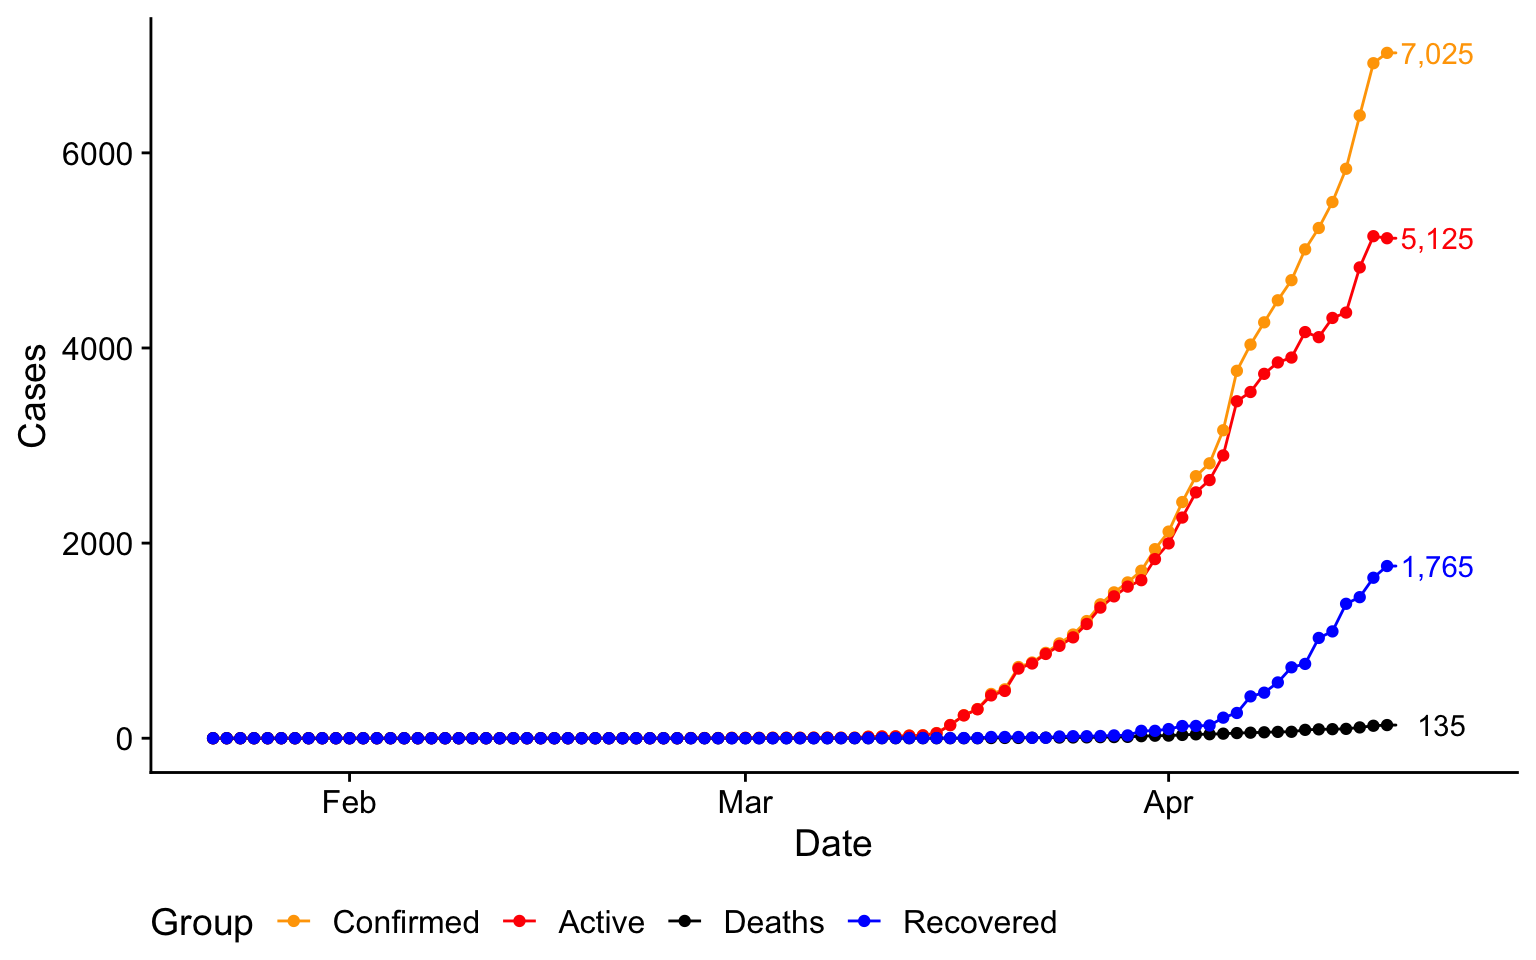 7,025
6000
5,125
4000
2000
1,765
135
0
Cases
Feb Mar Apr
Date
Group Confirmed Active Deaths Recovered